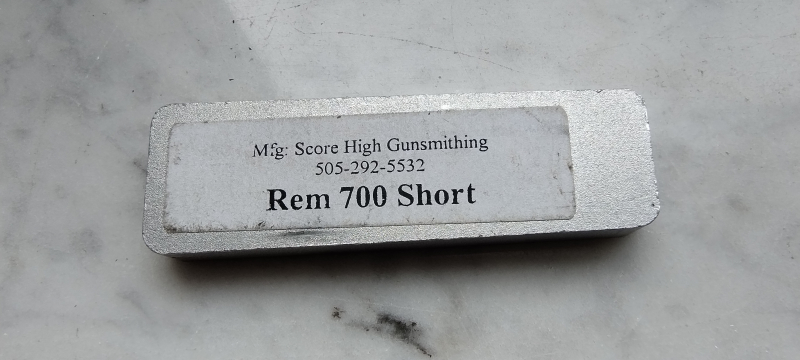 Mfg: Score High Gunsmithing
505-292-5532
Rem 700 Short